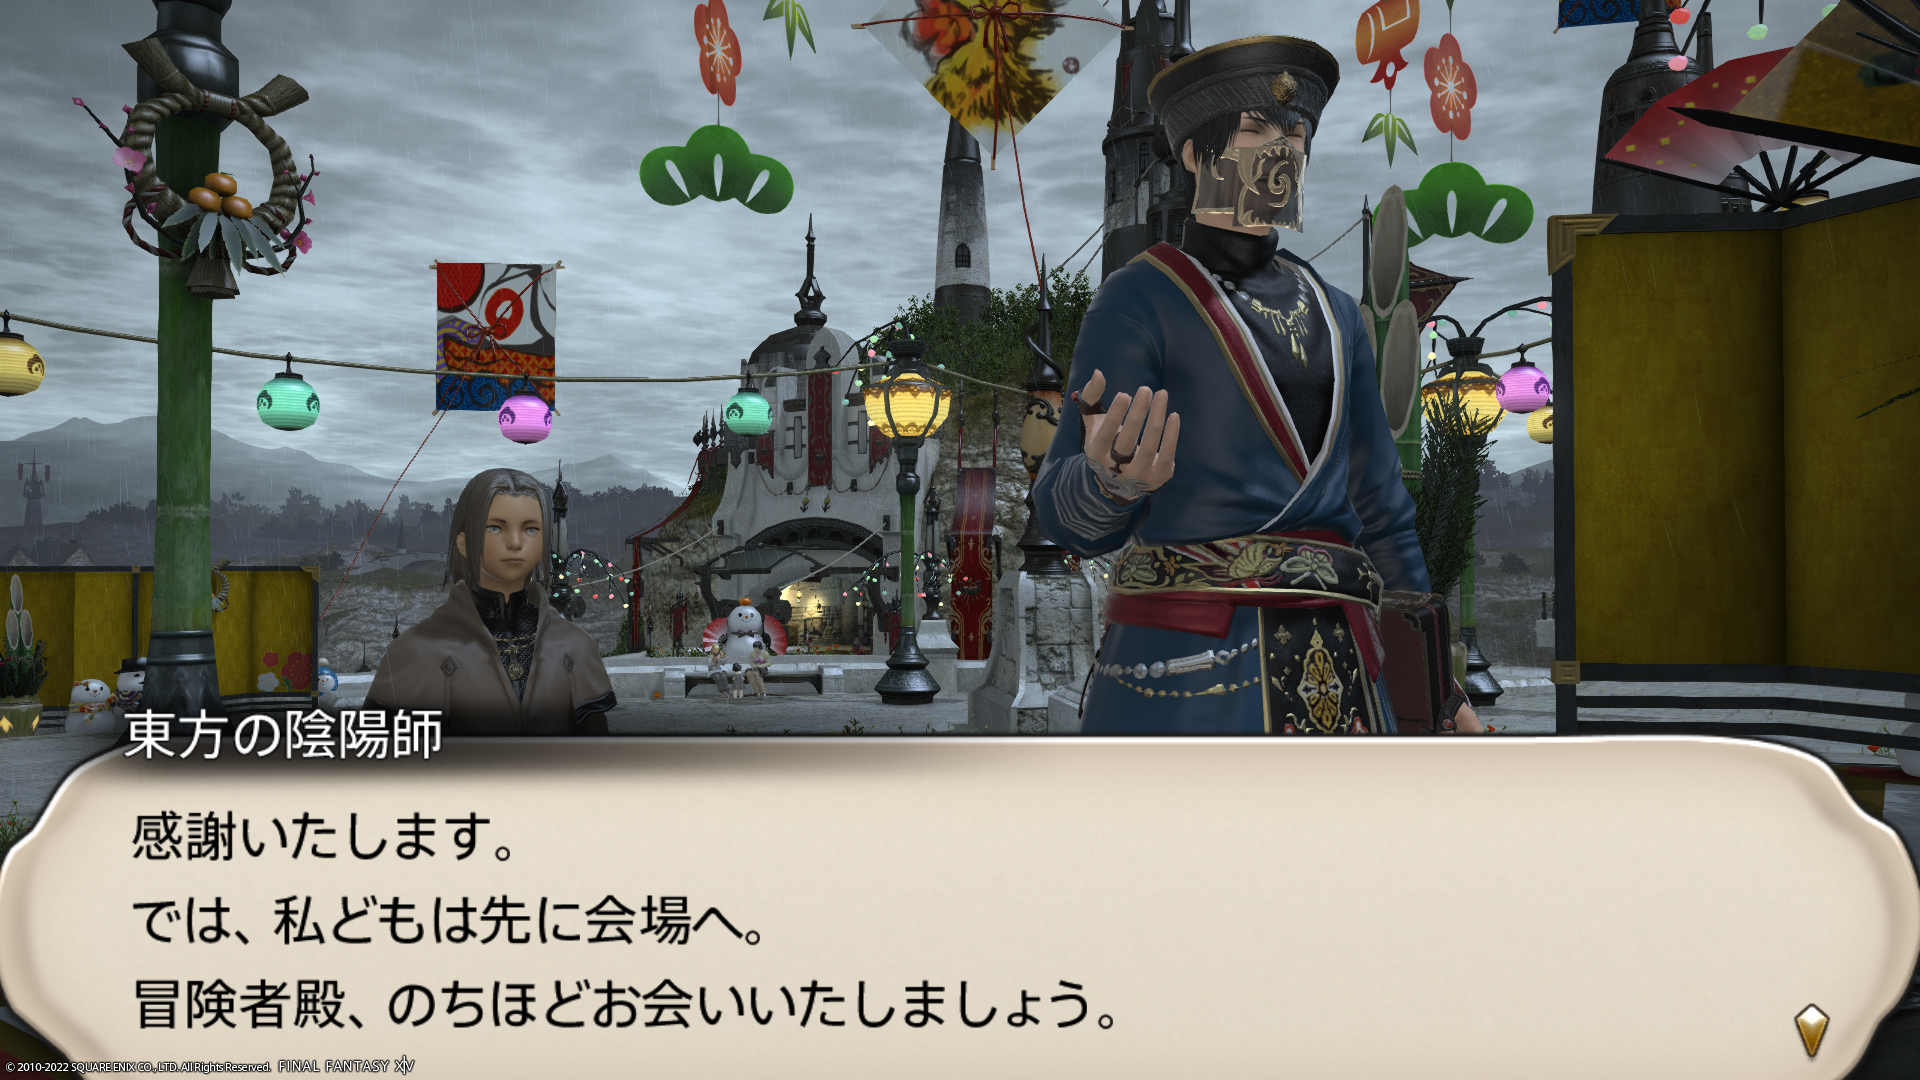 東方の陰陽師
感謝いたします。
では、私どもは先に会場へ。
冒険者殿、のちほどお会いいたしましょう。
© 2010-2022 SQUARE ENIX CO., LTD. All Rights Reserved. FINAL FANTASY XIV